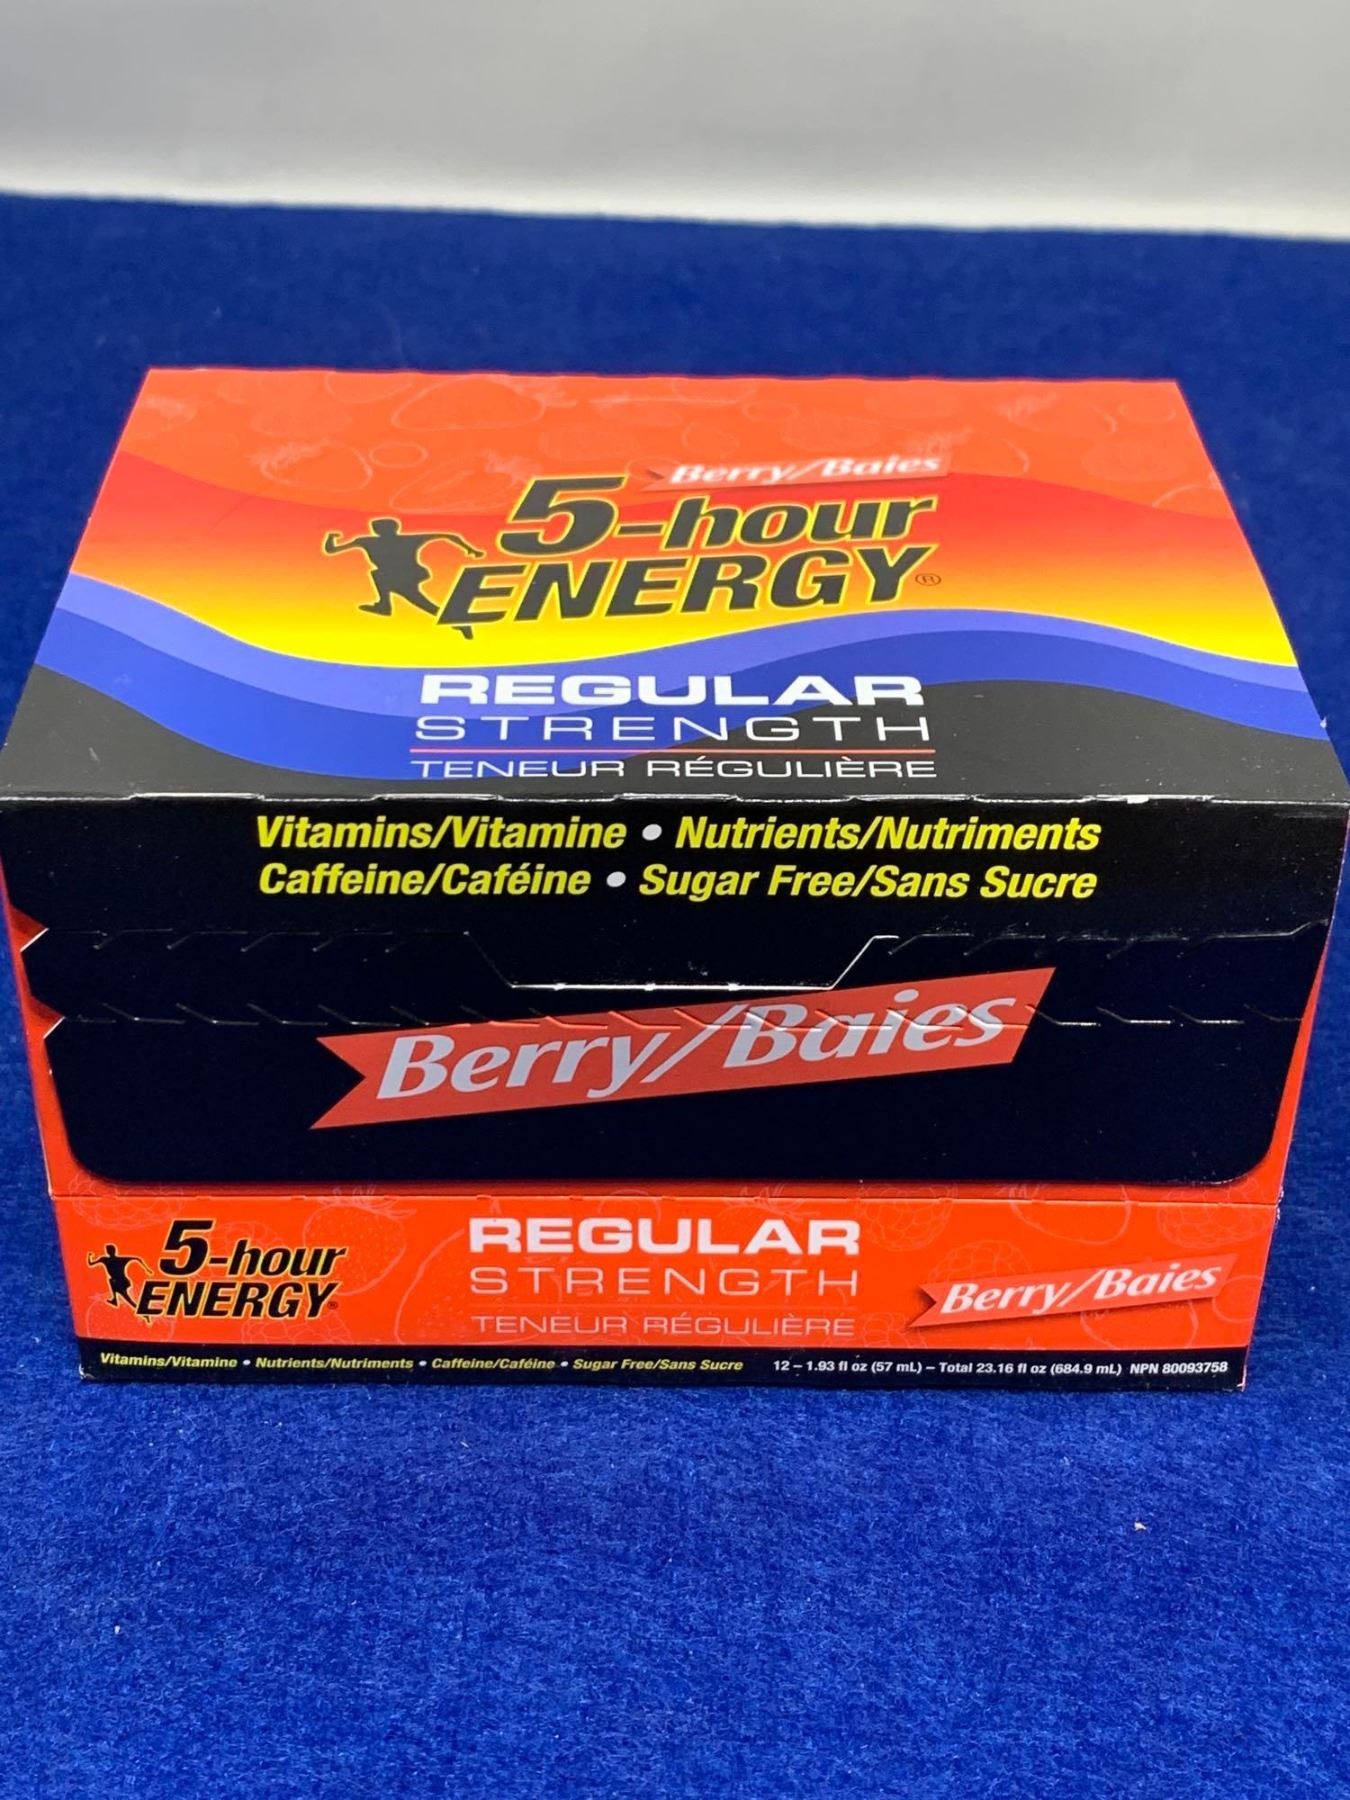 Berry/Baies
5-hour
ENERGY®
REGULAR
STRENGTH
TENEUR RÉGULIÈRE
Vitamins/Vitamine • Nutrients/Nutriments
Caffeine/Caféine • Sugar Free/Sans Sucre
Berry/Baies
5-hour
ENERGY®
REGULAR
STRENGTH
TENEUR RÉGULIÈRE
Berry/Baies
Vitamins/Vitamine • Nutrients/Nutriments • Caffeine/Caféine • Sugar Free/Sans Sucre 12 – 1.93 fl oz (57 mL) – Total 23.16 fl oz (684.9 mL) NPN 80093758